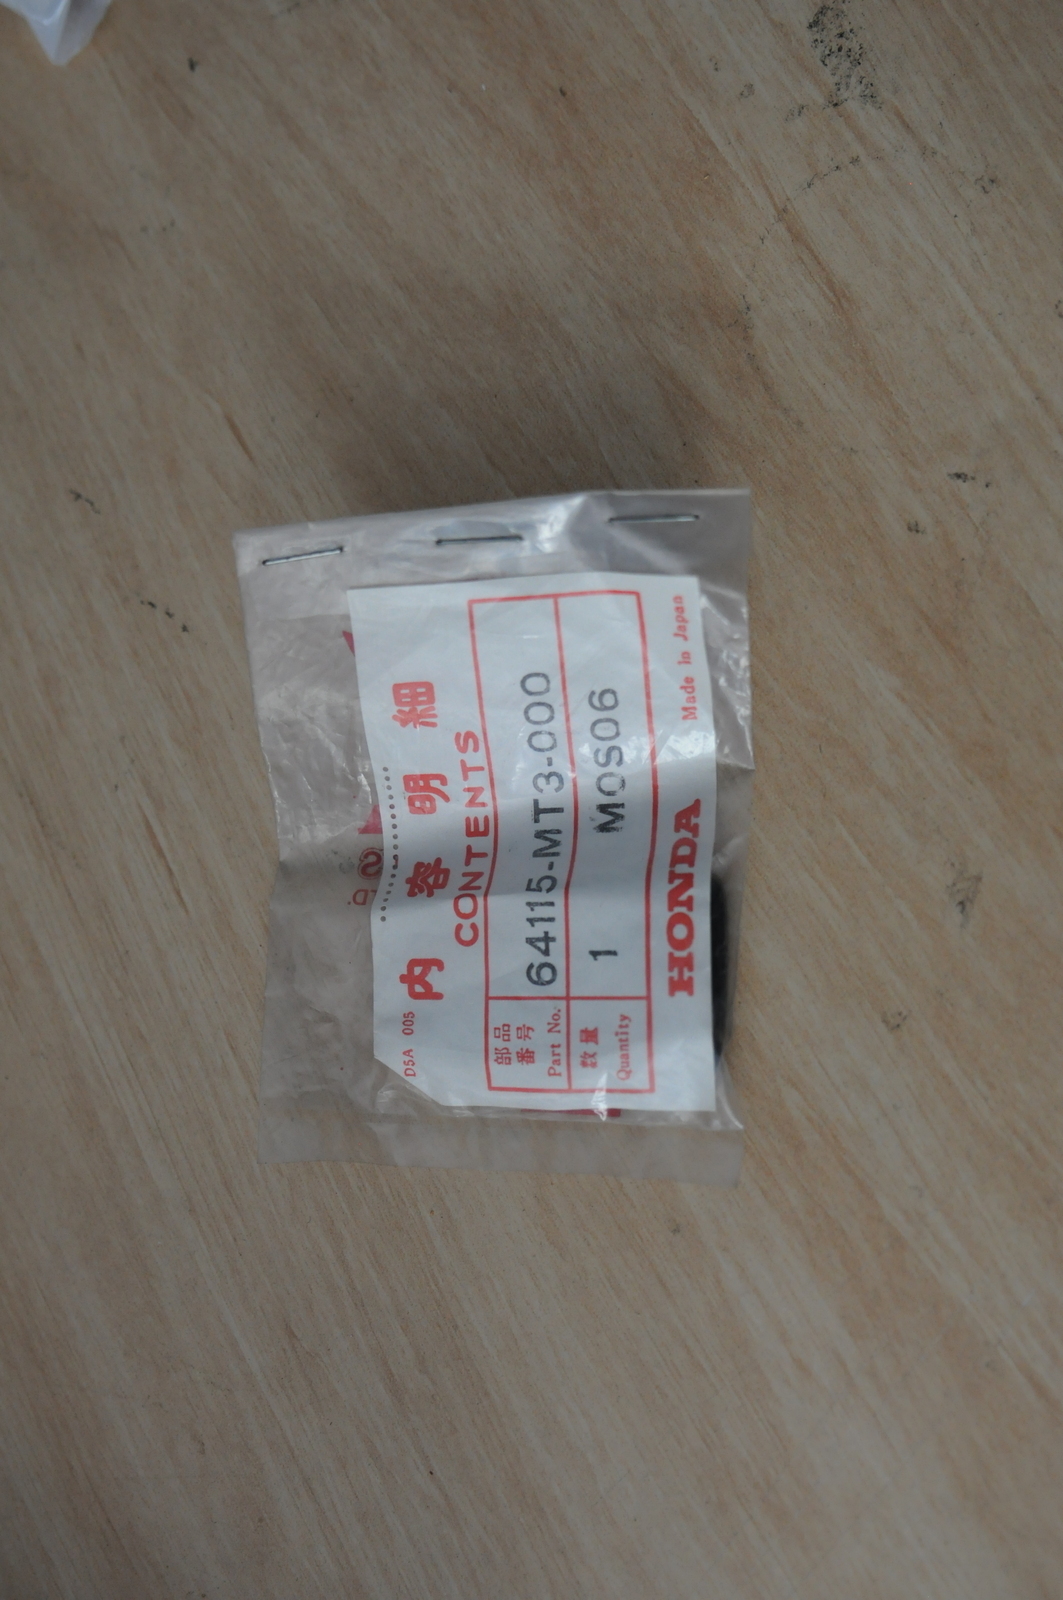 D5A 005
内容明細
CONTENTS
部品番号
Part No.
64115-MT3-000
数量
Quantity
1 MOS06
HONDA
Made in Japan